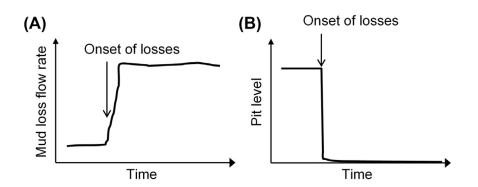 (A)
Onset of losses
Mud loss flow rate
Time
(B)
Onset of losses
Pit level
Time